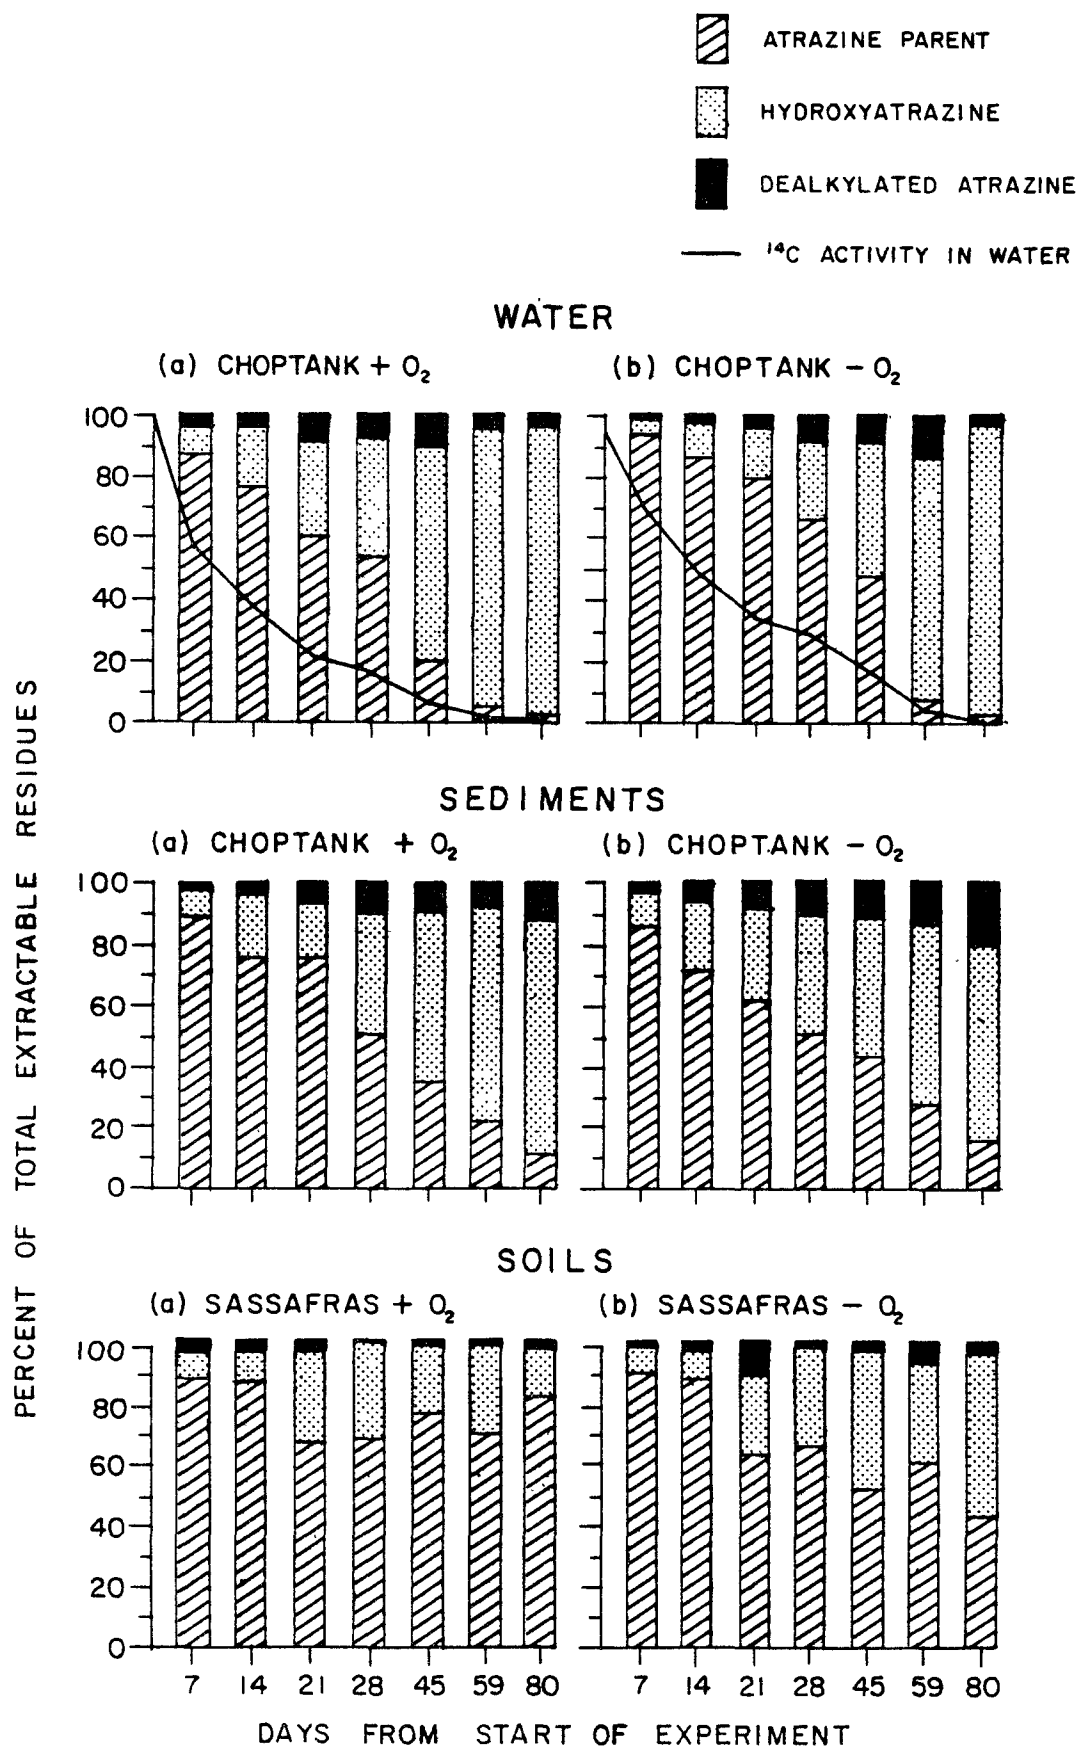 ATRAZINE PARENT
HYDROXYATRAZINE
DEALKYLATED ATRAZINE
¹⁴C ACTIVITY IN WATER
WATER
(a) CHOPTANK + O₂
(b) CHOPTANK − O₂
100
80
60
40
20
0
SEDIMENTS
(a) CHOPTANK + O₂
(b) CHOPTANK − O₂
100
80
60
40
20
0
SOILS
(a) SASSAFRAS + O₂
(b) SASSAFRAS − O₂
100
80
60
40
20
0
7 14 21 28 45 59 80
7 14 21 28 45 59 80
DAYS FROM START OF EXPERIMENT
PERCENT OF TOTAL EXTRACTABLE RESIDUES